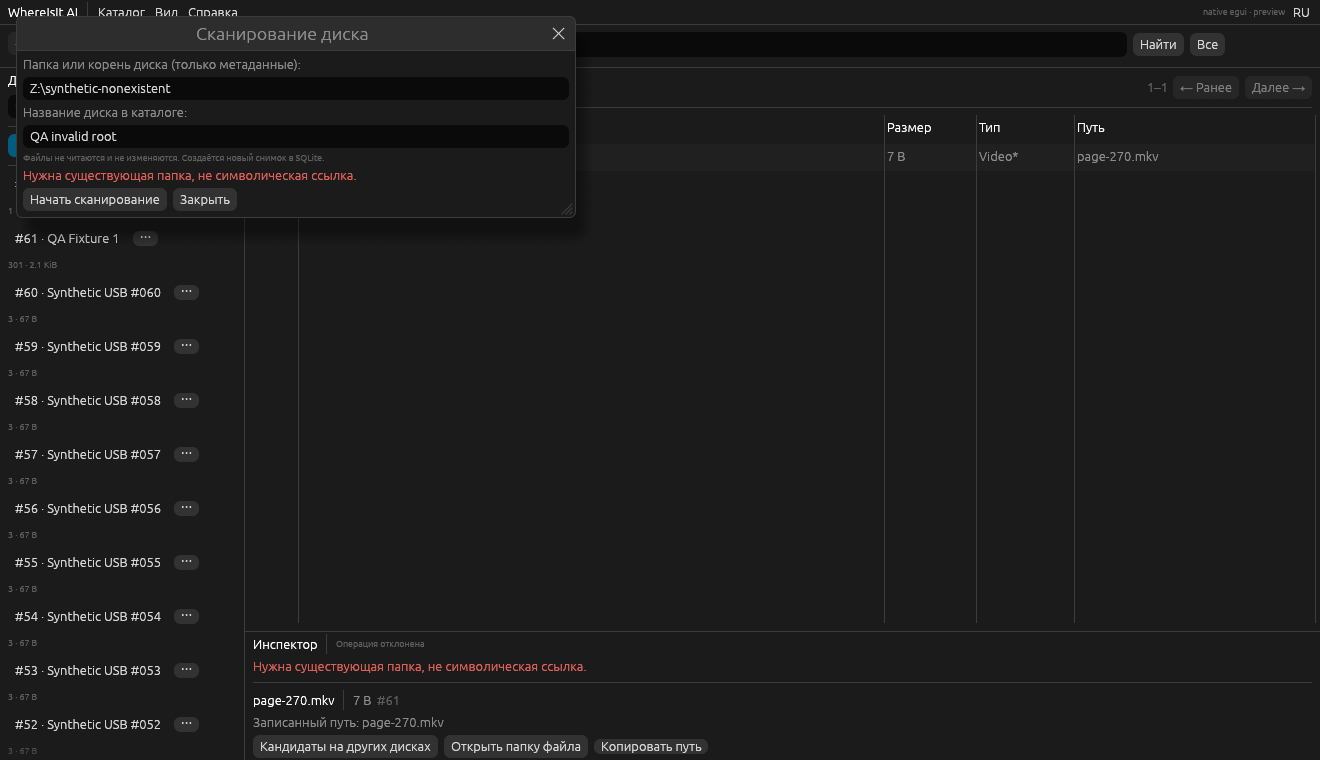 WhereIsIt AI Каталог Вид Справка native egui · preview RU
Сканирование диска
Найти Все
Папка или корень диска (только метаданные):
Z:\synthetic-nonexistent
1–1 ← Ранее Далее →
Название диска в каталоге:
QA invalid root
Размер Тип Путь
Файлы не читаются и не изменяются. Создаётся новый снимок в SQLite.
7 B Video* page-270.mkv
Нужна существующая папка, не символическая ссылка.
Начать сканирование Закрыть
#61 · QA Fixture 1 ···
301 · 2.1 KiB
#60 · Synthetic USB #060 ···
3 · 67 B
#59 · Synthetic USB #059 ···
3 · 67 B
#58 · Synthetic USB #058 ···
3 · 67 B
#57 · Synthetic USB #057 ···
3 · 67 B
#56 · Synthetic USB #056 ···
3 · 67 B
#55 · Synthetic USB #055 ···
3 · 67 B
#54 · Synthetic USB #054 ···
3 · 67 B
#53 · Synthetic USB #053 ···
3 · 67 B
#52 · Synthetic USB #052 ···
3 · 67 B
Инспектор Операция отклонена
Нужна существующая папка, не символическая ссылка.
page-270.mkv 7 B #61
Записанный путь: page-270.mkv
Кандидаты на других дисках Открыть папку файла Копировать путь